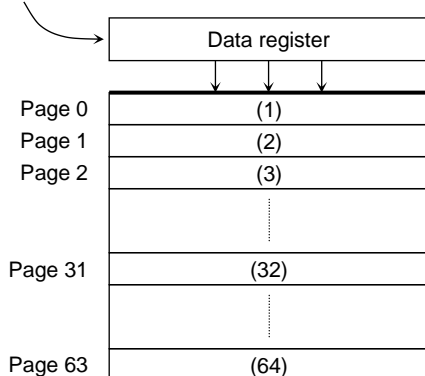 Data register
Page 0 (1)
Page 1 (2)
Page 2 (3)
Page 31 (32)
Page 63 (64)